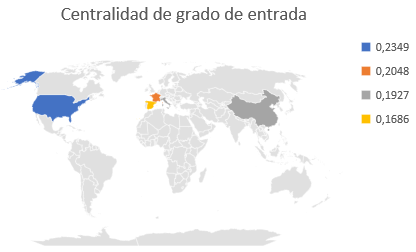 Centralidad de grado de entrada
0,2349
0,2048
0,1927
0,1686